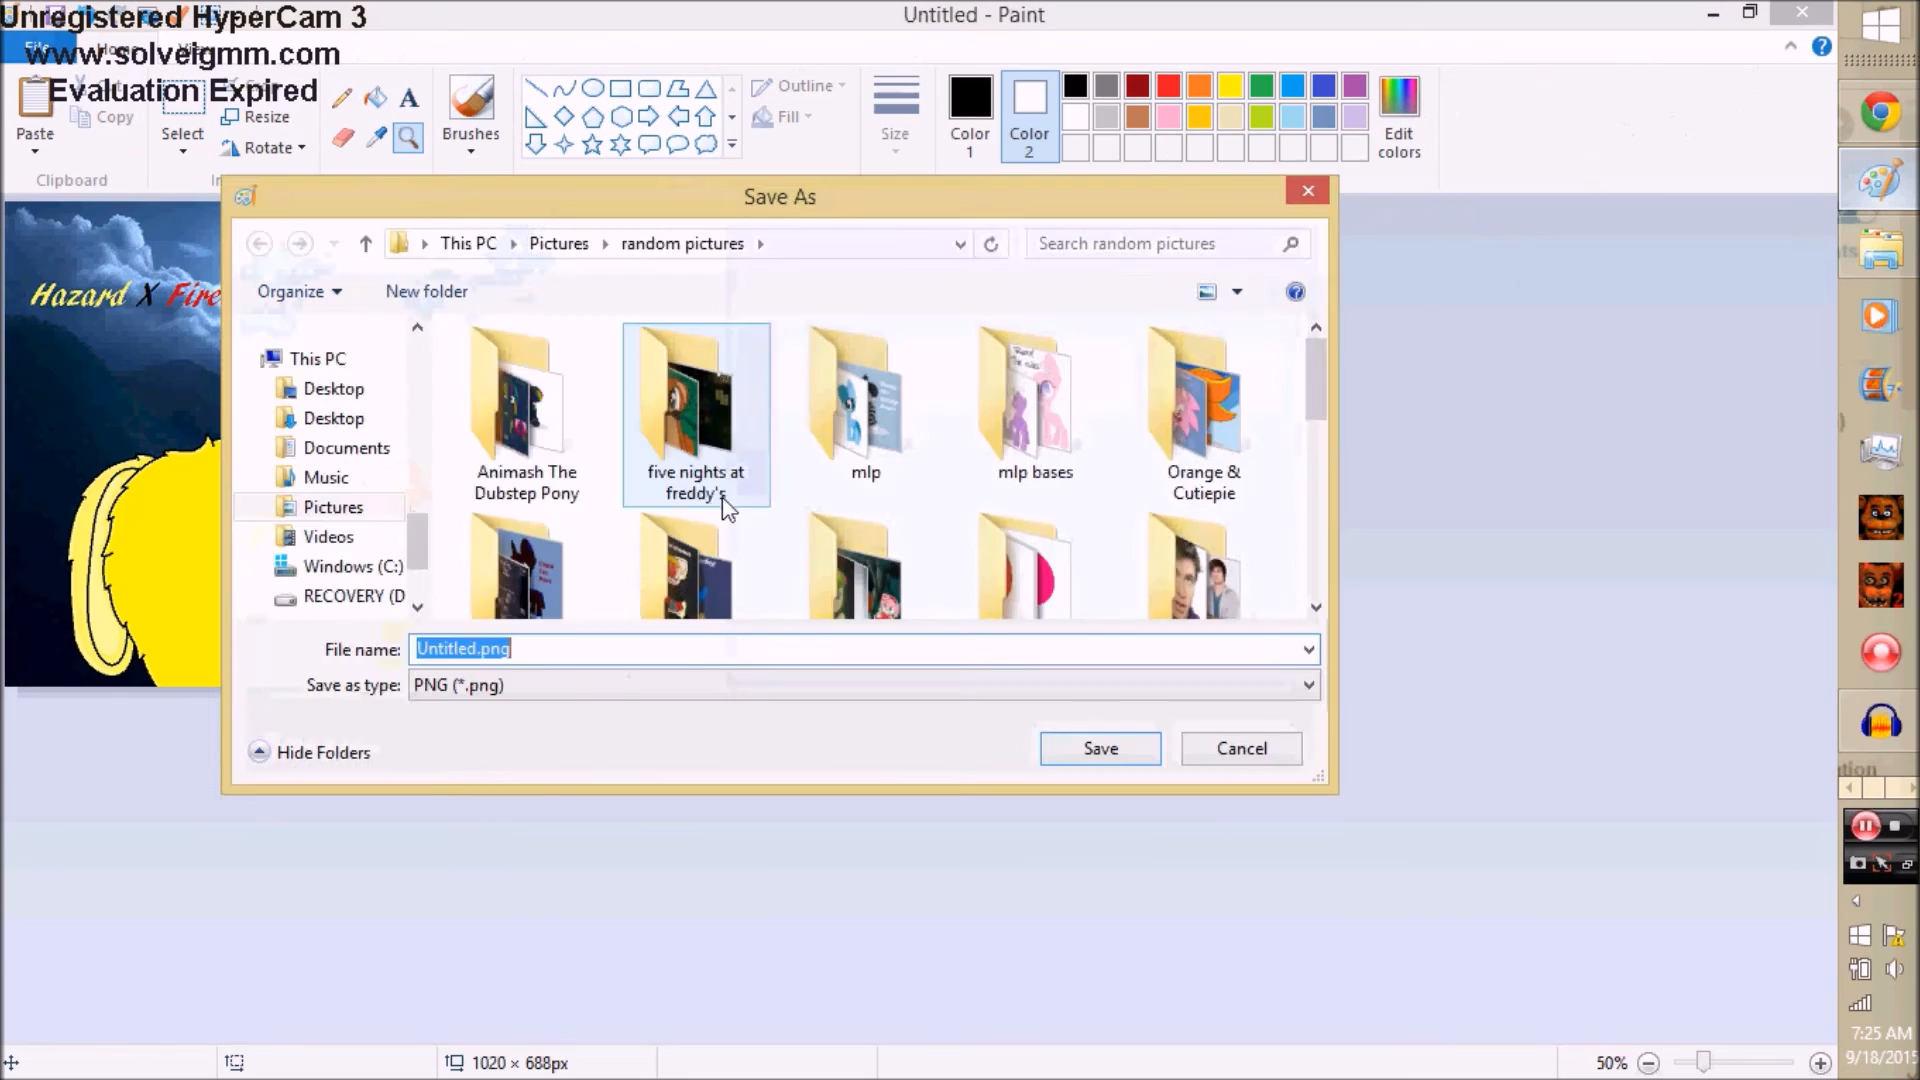 Unregistered HyperCam 3
www.solveigmm.com
Evaluation Expired
Untitled - Paint
File
Home
View
Paste
Cut
Copy
Clipboard
Select
Resize
Rotate
A
Brushes
Outline
Fill
Size
Color 1
Color 2
Edit colors
Save As
This PC
Pictures
random pictures
Search random pictures
Organize
New folder
Hazard X Fire
This PC
Desktop
Desktop
Documents
Music
Pictures
Videos
Windows (C:)
RECOVERY (D
Animash The
Dubstep Pony
five nights at
freddy's
mlp
mlp bases
Orange &
Cutiepie
File name:
Untitled.png
Save as type:
PNG (*.png)
Hide Folders
Save
Cancel
1020 × 688px
50%
7:25 AM
9/18/2015